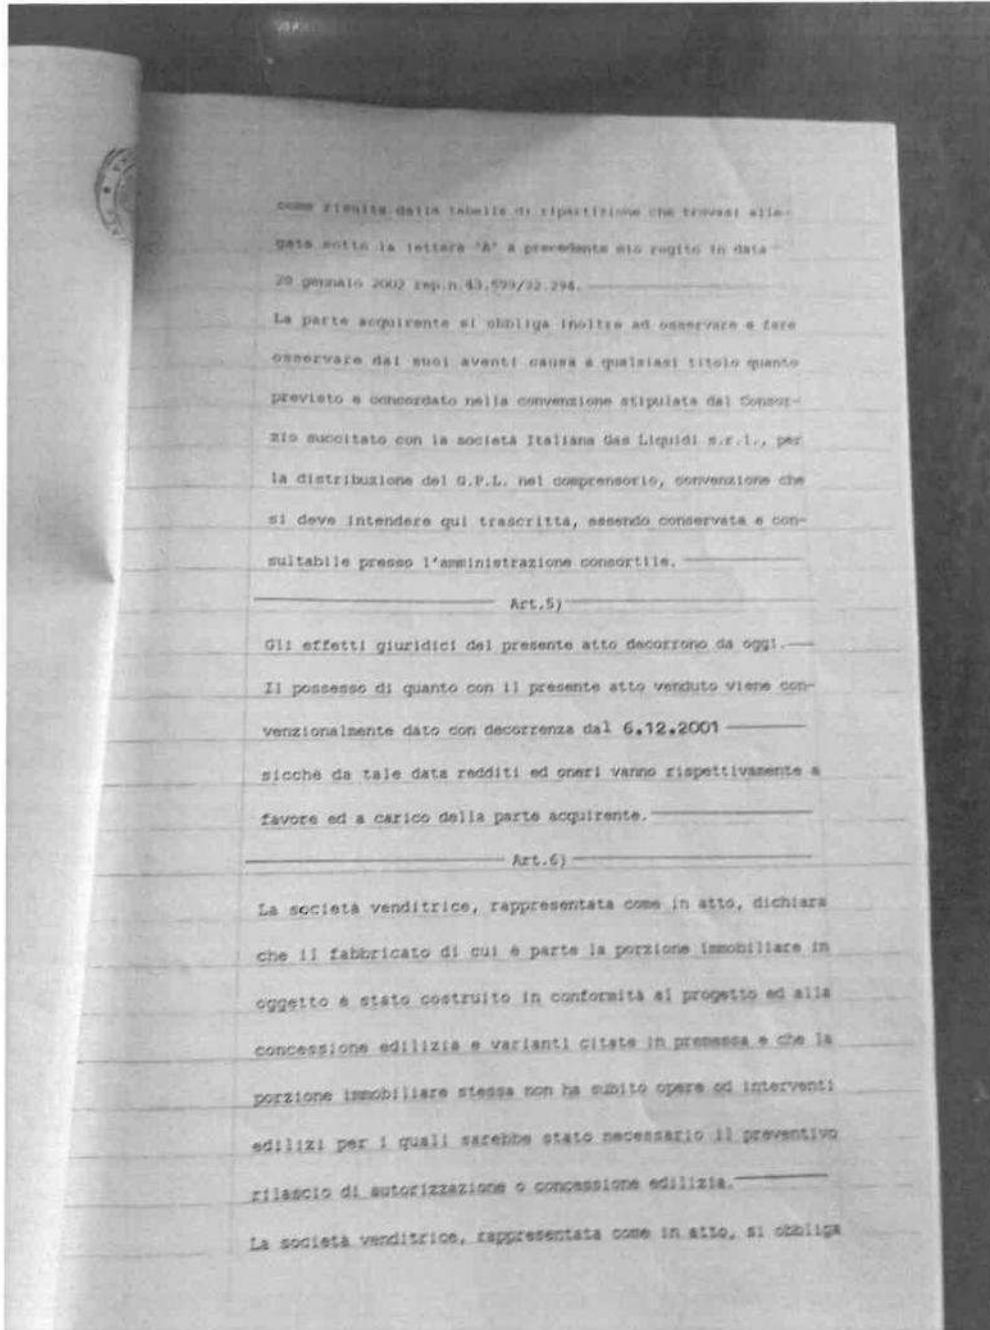 come risulta dalla tabella di ripartizione che trovasi alle-
gata sotto la lettera "A" a precedente mio rogito in data
20 gennaio 2002 rep.n.
La parte acquirente si obbliga inoltre ad osservare e fare
osservare dai suoi aventi causa a qualsiasi titolo quanto
previsto e concordato nella convenzione stipulata dal Consor-
zio succitato con la società Italiana Gas Liquidi s.r.l., per
la distribuzione del G.P.L. nel comprensorio, convenzione che
si deve intendere qui trascritta, essendo conservata e con-
sultabile presso l'amministrazione consortile.
Art.5)
Gli effetti giuridici del presente atto decorrono da oggi.
Il possesso di quanto con il presente atto venduto viene con-
venzionalmente dato con decorrenza dal 6.12.2001
sicchè da tale data redditi ed oneri vanno rispettivamente a
favore ed a carico della parte acquirente.
Art.6)
La società venditrice, rappresentata come in atto, dichiara
che il fabbricato di cui è parte la porzione immobiliare in
oggetto è stato costruito in conformità al progetto ed alla
concessione edilizia e varianti citate in premessa e che la
porzione immobiliare stessa non ha subito opere od interventi
edilizi per i quali sarebbe stato necessario il preventivo
rilascio di autorizzazione o concessione edilizia.
La società venditrice, rappresentata come in atto, si obbliga